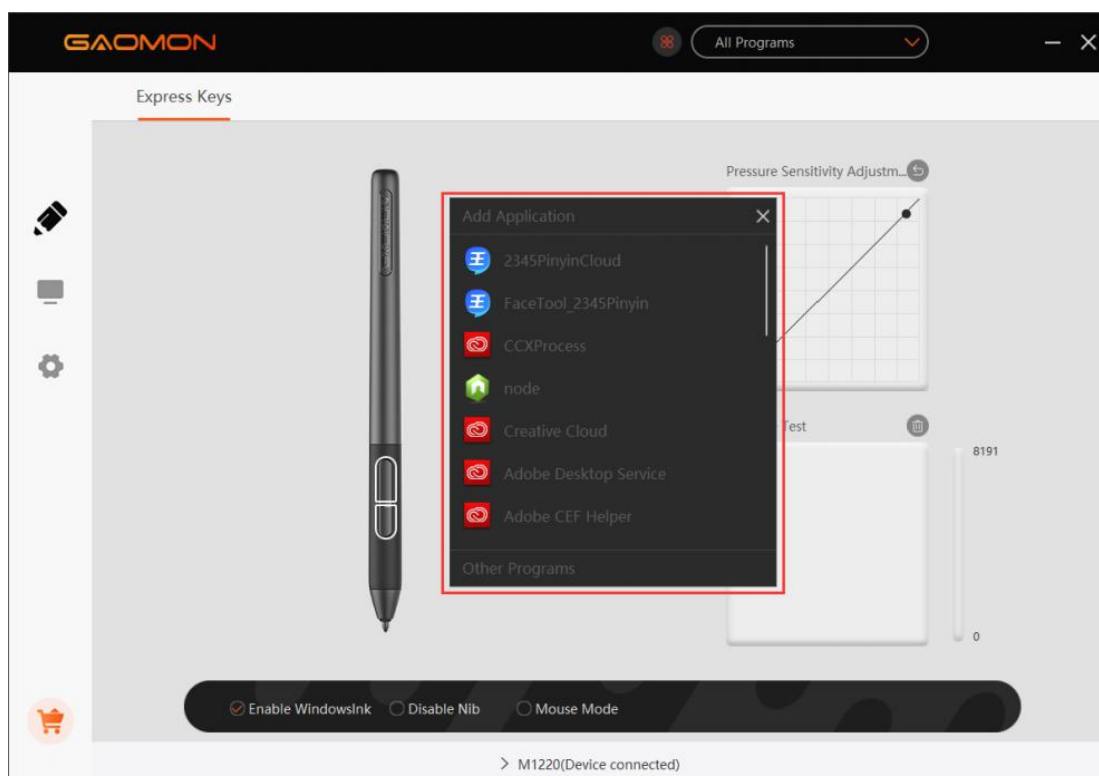 GAOMON
All Programs
Express Keys
Pressure Sensitivity Adjustm...
Add Application
2345PinyinCloud
FaceTool_2345Pinyin
CCXProcess
node
Creative Cloud
Adobe Desktop Service
Adobe CEF Helper
Other Programs
Test
8191
0
Enable WindowsInk
Disable Nib
Mouse Mode
M1220(Device connected)